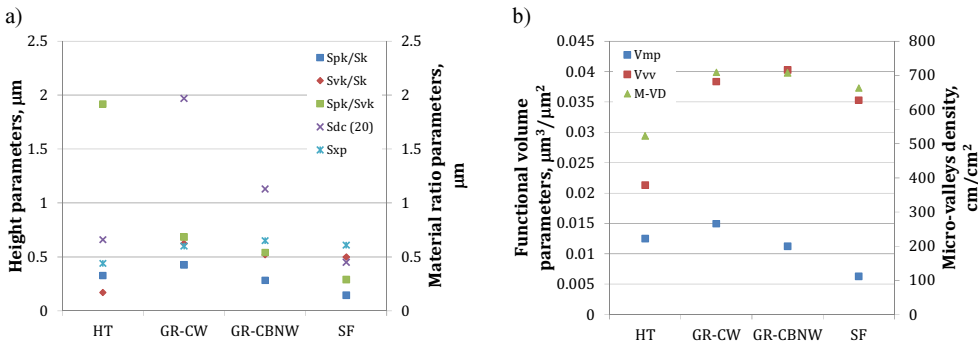 a)
2.5
2
1.5
1
0.5
0
Height parameters, μm
2.5
2
1.5
1
0.5
0
Material ratio parameters,
μm
Spk/Sk
Svk/Sk
Spk/Svk
Sdc (20)
Sxp
HT GR-CW GR-CBNW SF
b)
0.045
0.04
0.035
0.03
0.025
0.02
0.015
0.01
0.005
0
Functional volume
parameters, μm³/μm²
800
700
600
500
400
300
200
100
0
Micro-valleys density,
cm/cm²
Vmp
Vvv
M-VD
HT GR-CW GR-CBNW SF